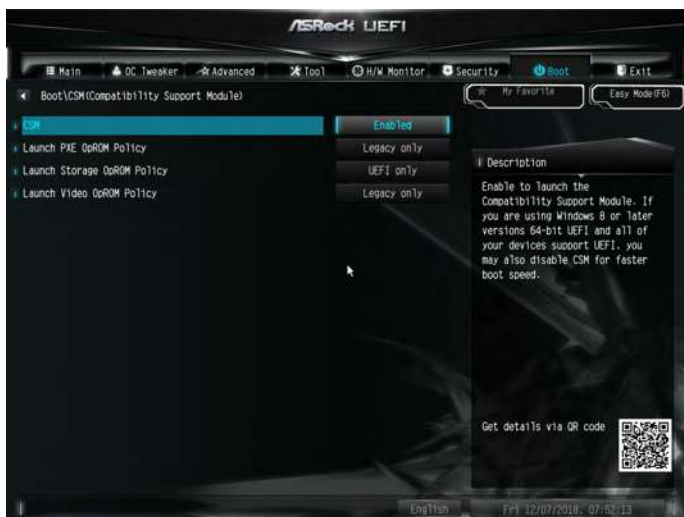 ASRock UEFI
Main OC Tweaker Advanced Tool H/W Monitor Security Boot Exit
Boot\CSM(Compatibility Support Module)
My Favorite
Easy Mode(F6)
CSM Enabled
Launch PXE OpROM Policy Legacy only
Launch Storage OpROM Policy UEFI only
Launch Video OpROM Policy Legacy only
Description
Enable to launch the
Compatibility Support Module. If
you are using Windows 8 or later
versions 64-bit UEFI and all of
your devices support UEFI, you
may also disable CSM for faster
boot speed.
Get details via QR code
English
Fri 12/07/2018. 07:52:13